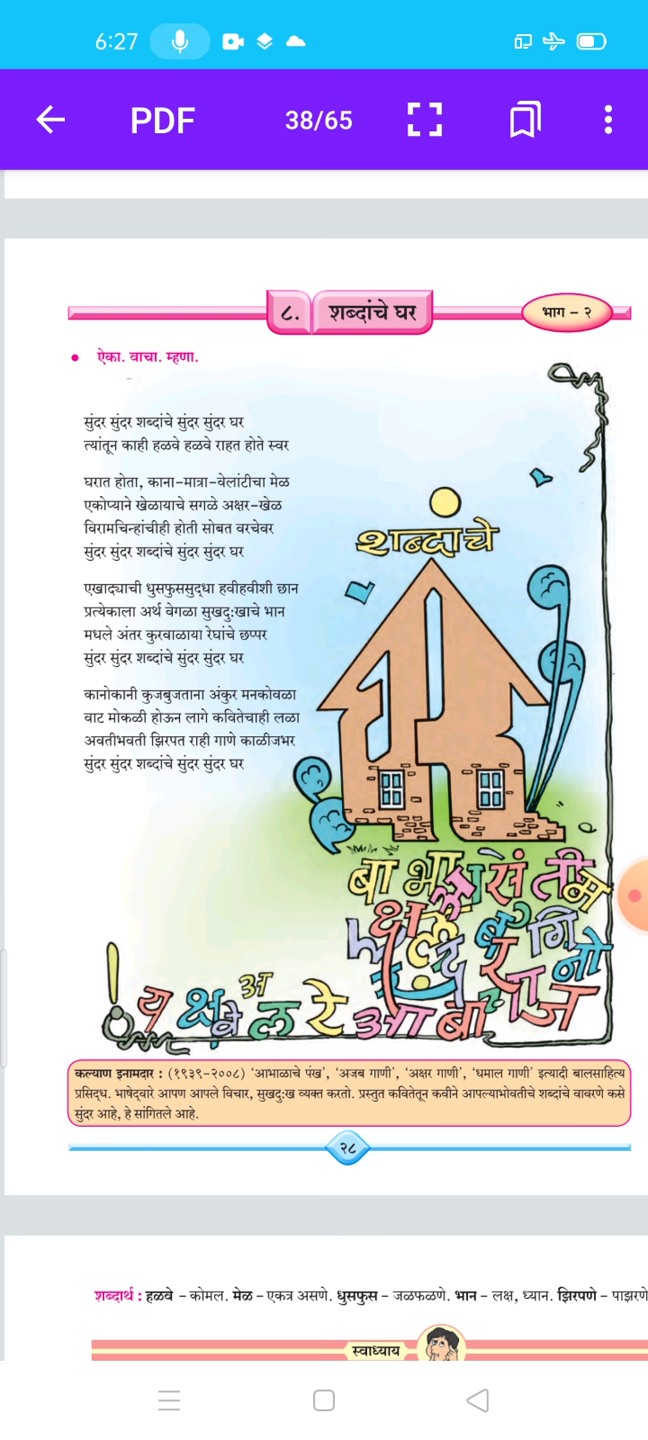 6:27
PDF 38/65
८. शब्दांचे घर भाग - २
• ऐका. वाचा. म्हणा.
सुंदर सुंदर शब्दांचे सुंदर सुंदर घर
त्यांतून काही हळवे हळवे राहत होते स्वर
घरात होता, काना-मात्रा-वेलांटीचा मेळ
एकोप्याने खेळायाचे सगळे अक्षर-खेळ
विरामचिन्हांचीही होती सोबत वरचेवर
सुंदर सुंदर शब्दांचे सुंदर सुंदर घर
एखाद्याची धुसफुससुद्धा हवीहवीशी छान
प्रत्येकाला अर्थ वेगळा सुखदुःखाचे भान
मधले अंतर कुरवाळाया रेघांचे छप्पर
सुंदर सुंदर शब्दांचे सुंदर सुंदर घर
कानोकानी कुजबुजताना अंकुर मनकोवळा
वाट मोकळी होऊन लागे कवितेचाही लळा
अवतीभवती झिरपत राही गाणे काळीजभर
सुंदर सुंदर शब्दांचे सुंदर सुंदर घर
शब्दांचे
घर
बां भा सं ती म
क्ष ब्रु गि
द र नो
! य क्ष वे अ ल रे आ बा ग ज
कल्याण इनामदार : (१९३९-२००८) ‘आभाळाचे पंख’, ‘अजब गाणी’, ‘अक्षर गाणी’, ‘धमाल गाणी’ इत्यादी बालसाहित्य
प्रसिद्ध. भाषेद्वारे आपण आपले विचार, सुखदुःख व्यक्त करतो. प्रस्तुत कवितेतून कवीने आपल्याभोवतीचे शब्दांचे वावरणे कसे
सुंदर आहे, हे सांगितले आहे.
२८
शब्दार्थ : हळवे - कोमल. मेळ - एकत्र असणे. धुसफुस - जळफळणे. भान - लक्ष, ध्यान. झिरपणे - पाझरणे
स्वाध्याय